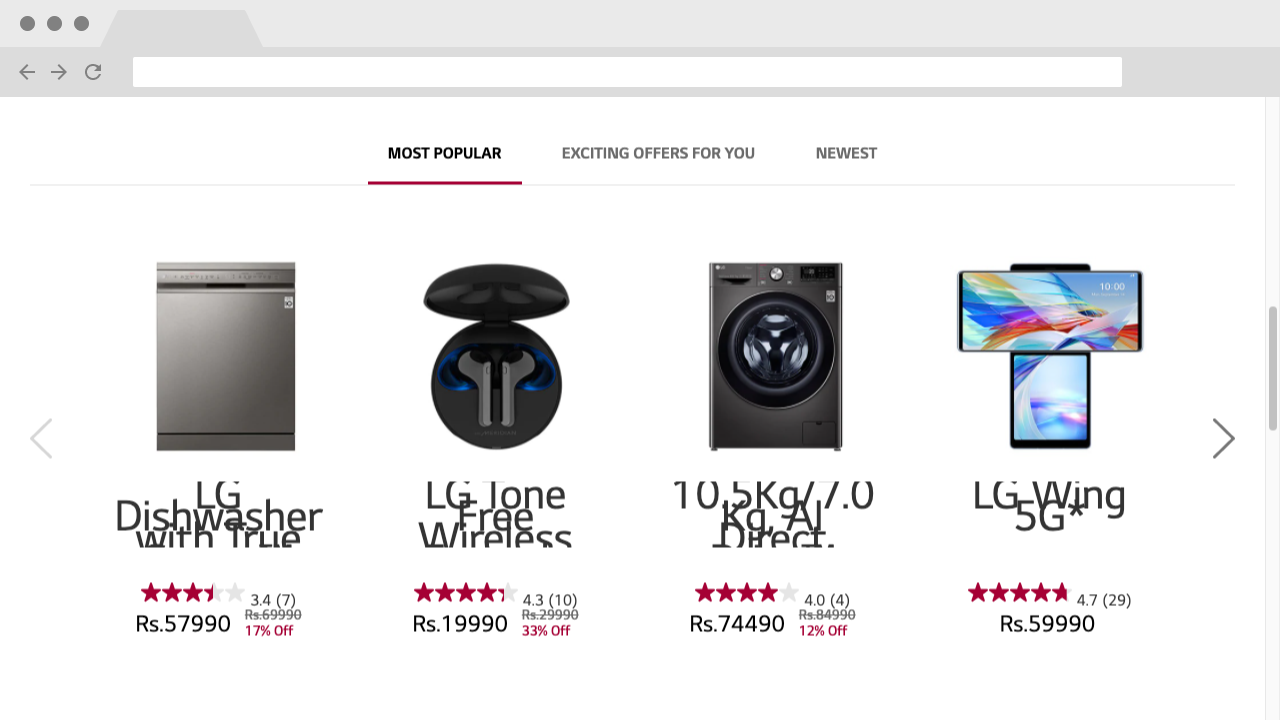 MOST POPULAR
EXCITING OFFERS FOR YOU
NEWEST
10:00
LG
Dishwasher
with True
LG Tone
Free
Wireless
10.5Kg/7.0
Kg, AI
Direct,
LG Wing
5G*
3.4 (7)
Rs.57990
Rs.69990
17% Off
4.3 (10)
Rs.19990
Rs.29990
33% Off
4.0 (4)
Rs.74490
Rs.84990
12% Off
4.7 (29)
Rs.59990